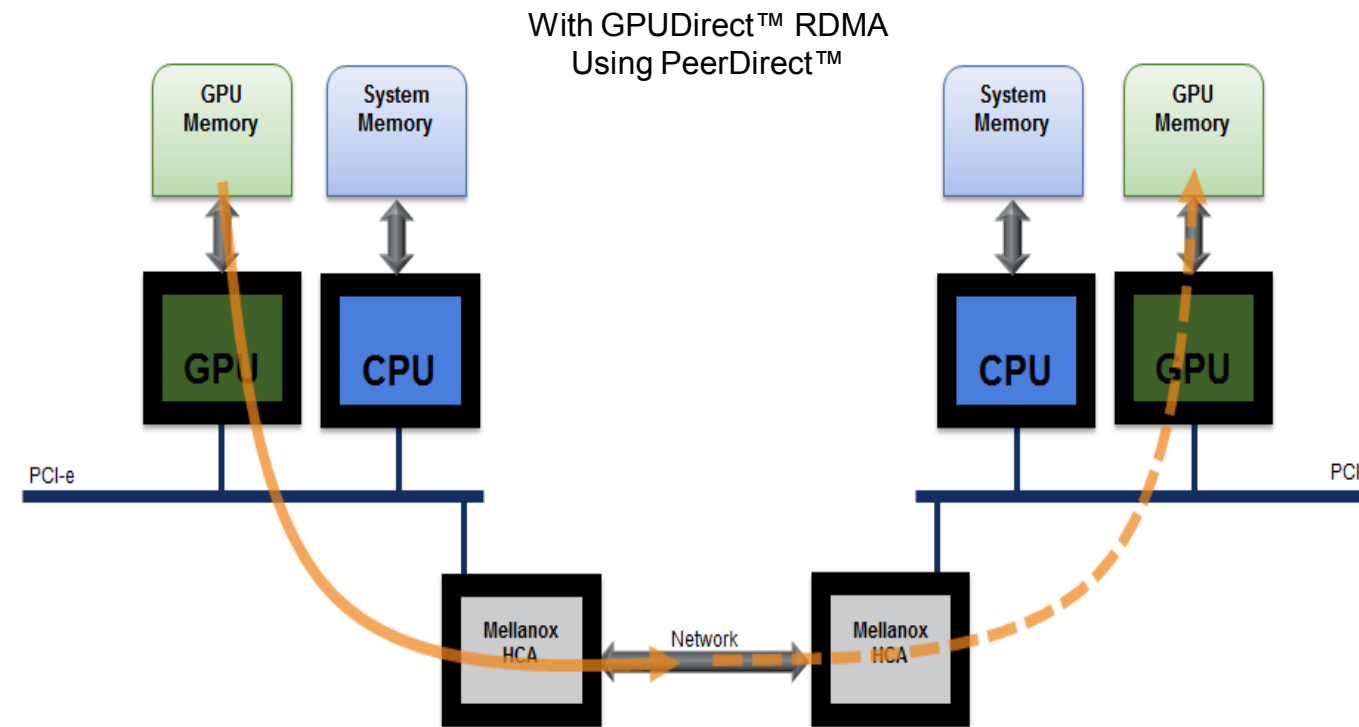 With GPUDirect™ RDMA
Using PeerDirect™
GPU
Memory
System
Memory
System
Memory
GPU
Memory
GPU
CPU
CPU
GPU
PCI-e
PCI
Mellanox
HCA
Network
Mellanox
HCA